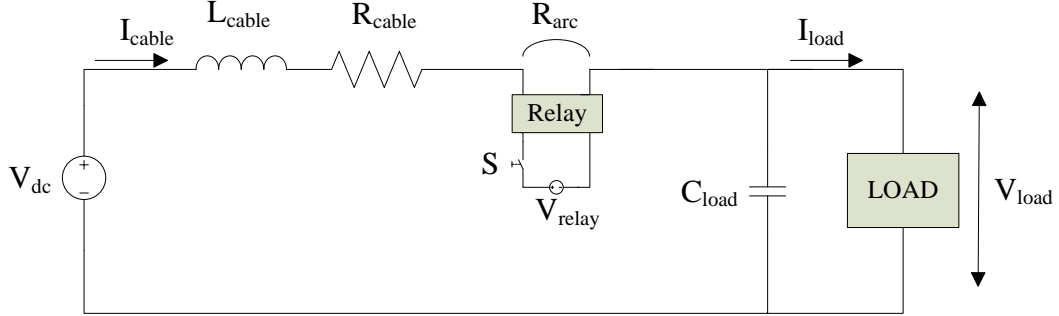 L_cable
R_cable
R_arc
I_cable
I_load
Relay
S
V_relay
V_dc
+
−
C_load
LOAD
V_load